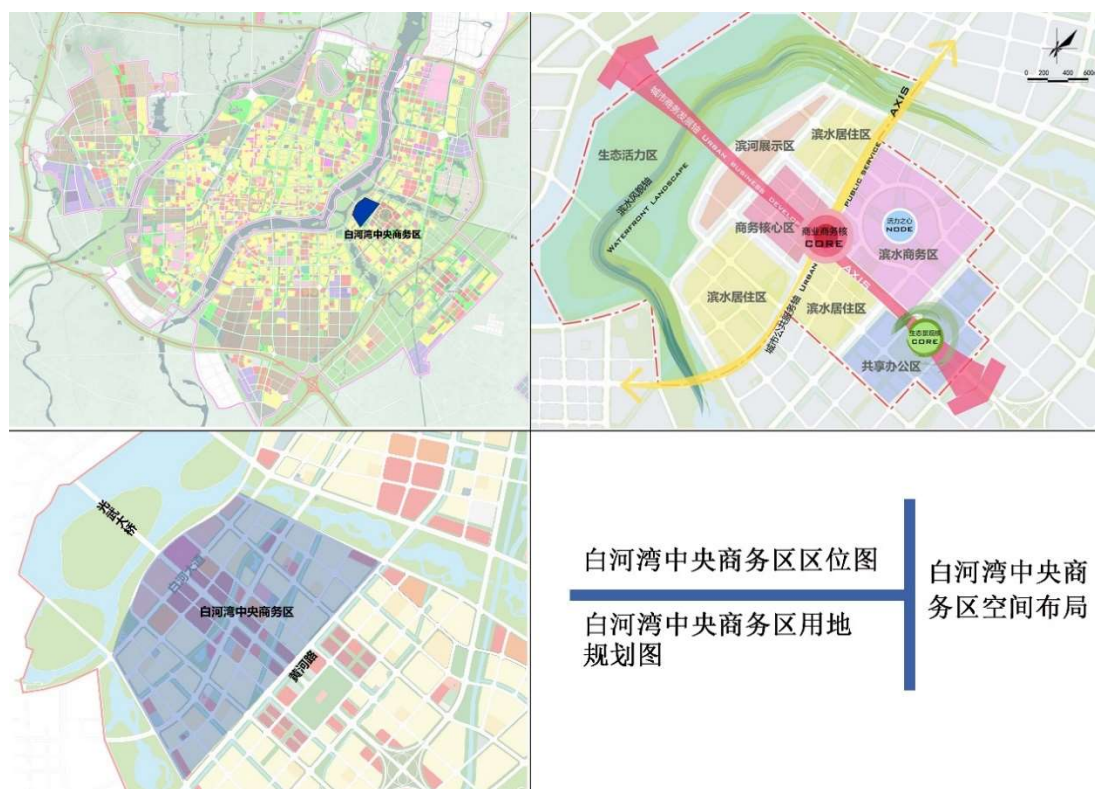 白河湾中央商务区
城市商务发展轴 URBAN BUSINESS DEVELO
AXIS
生态活力区
滨水风貌轴
WATERFRONT LANDSCAPE
滨河展示区
滨水居住区
AXIS
PUBLIC SERVICE
商务核心区
商业商务核
CORE
活力之心
NODE
滨水商务区
滨水居住区
滨水居住区
城市公共服务轴 URBAN
CORE
共享办公区
0 200 400 600
光武大桥
白河大道
白河湾中央商务区
黄河路
白河湾中央商务区区位图
白河湾中央商务区用地
规划图
白河湾中央商
务区空间布局